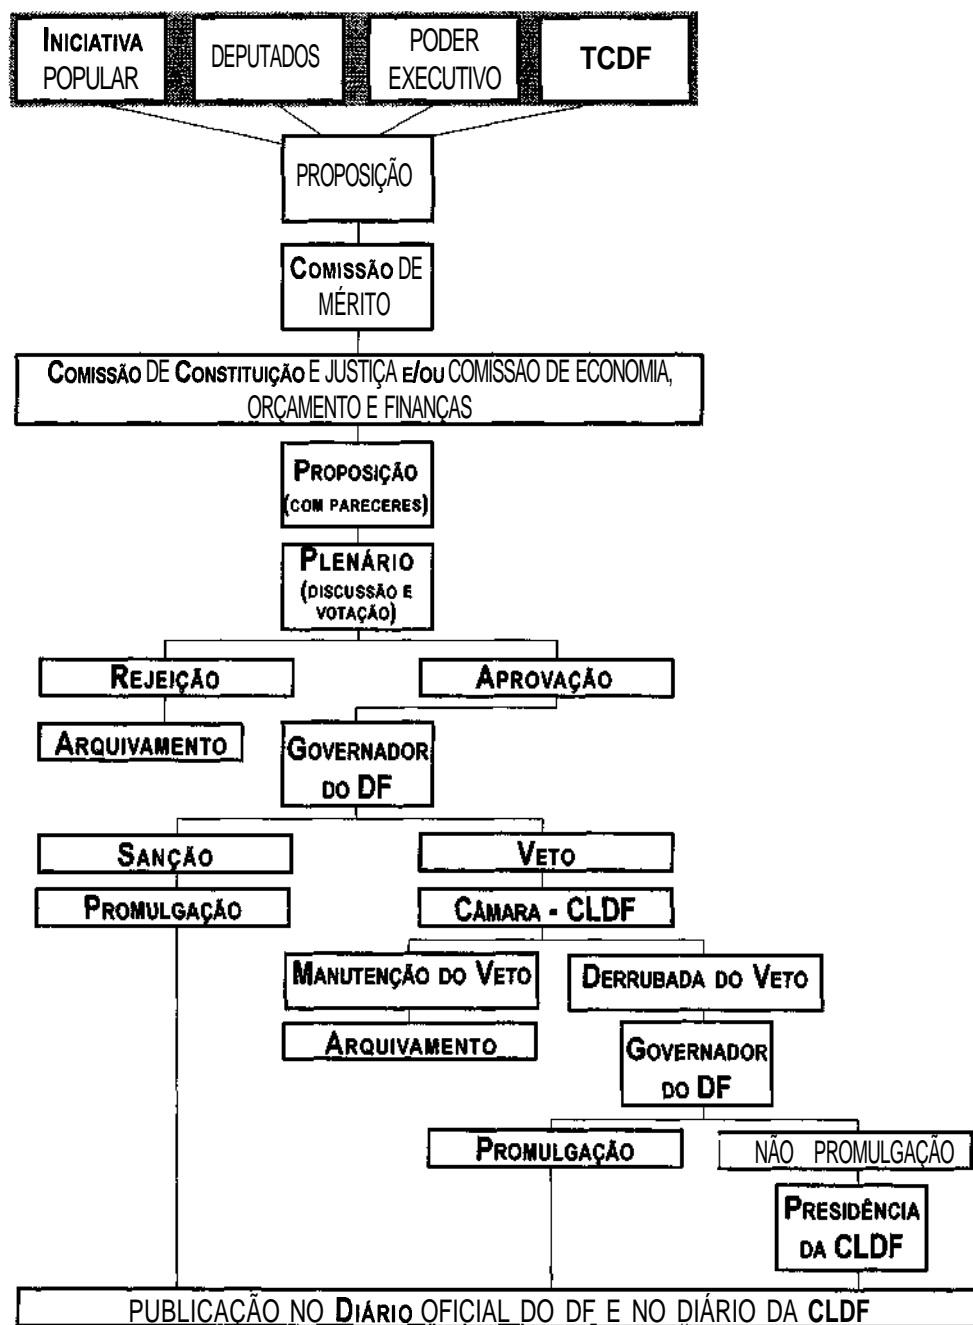 INICIATIVA
POPULAR
DEPUTADOS
PODER
EXECUTIVO
TCDF
PROPOSIÇÃO
COMISSÃO DE
MÉRITO
COMISSÃO DE CONSTITUIÇÃO E JUSTIÇA E/OU COMISSAO DE ECONOMIA,
ORÇAMENTO E FINANÇAS
PROPOSIÇÃO
(COM PARECERES)
PLENÁRIO
(DISCUSSÃO E
VOTAÇÃO)
REJEIÇÃO
APROVAÇÃO
ARQUIVAMENTO
GOVERNADOR
DO DF
SANÇÃO
VETO
PROMULGAÇÃO
CÂMARA - CLDF
MANUTENÇÃO DO VETO
DERRUBADA DO VETO
ARQUIVAMENTO
GOVERNADOR
DO DF
PROMULGAÇÃO
NÃO PROMULGAÇÃO
PRESIDÊNCIA
DA CLDF
PUBLICAÇÃO NO DIÁRIO OFICIAL DO DF E NO DIÁRIO DA CLDF